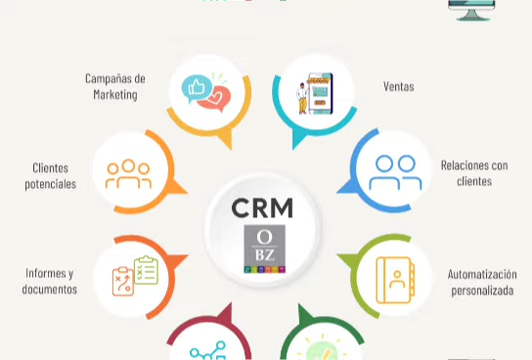 Campañas de
Marketing
Ventas
Clientes
potenciales
Relaciones con
clientes
CRM
O
BZ
Informes y
documentos
Automatización
personalizada